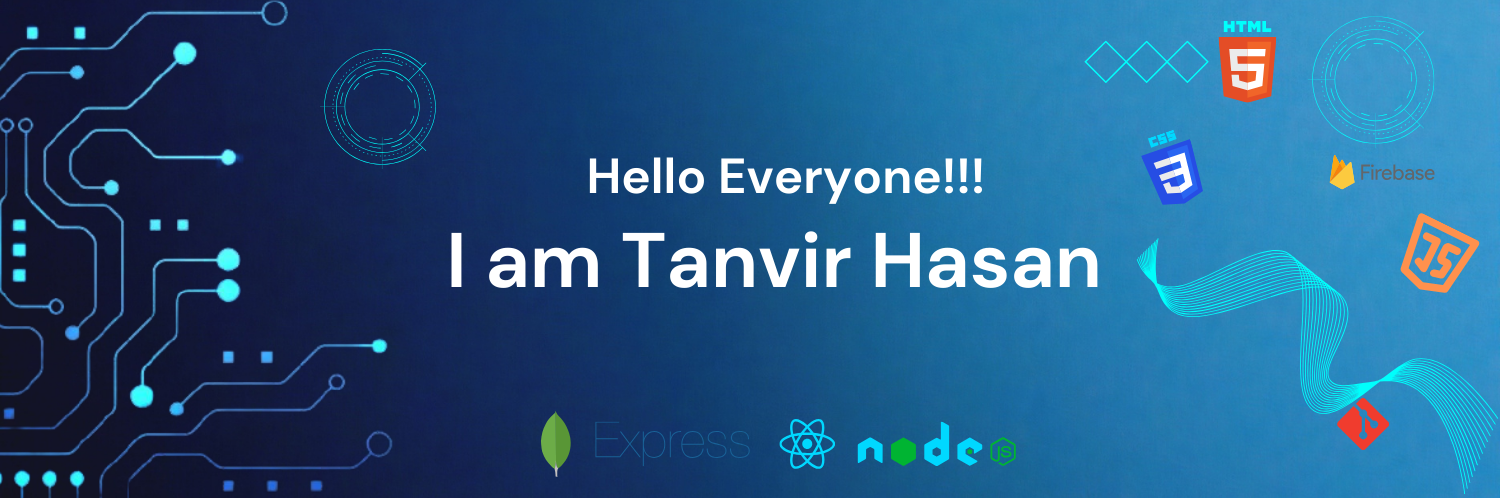 HTML
5
CSS
3
Firebase
Hello Everyone!!!
JS
I am Tanvir Hasan
Express
node
JS